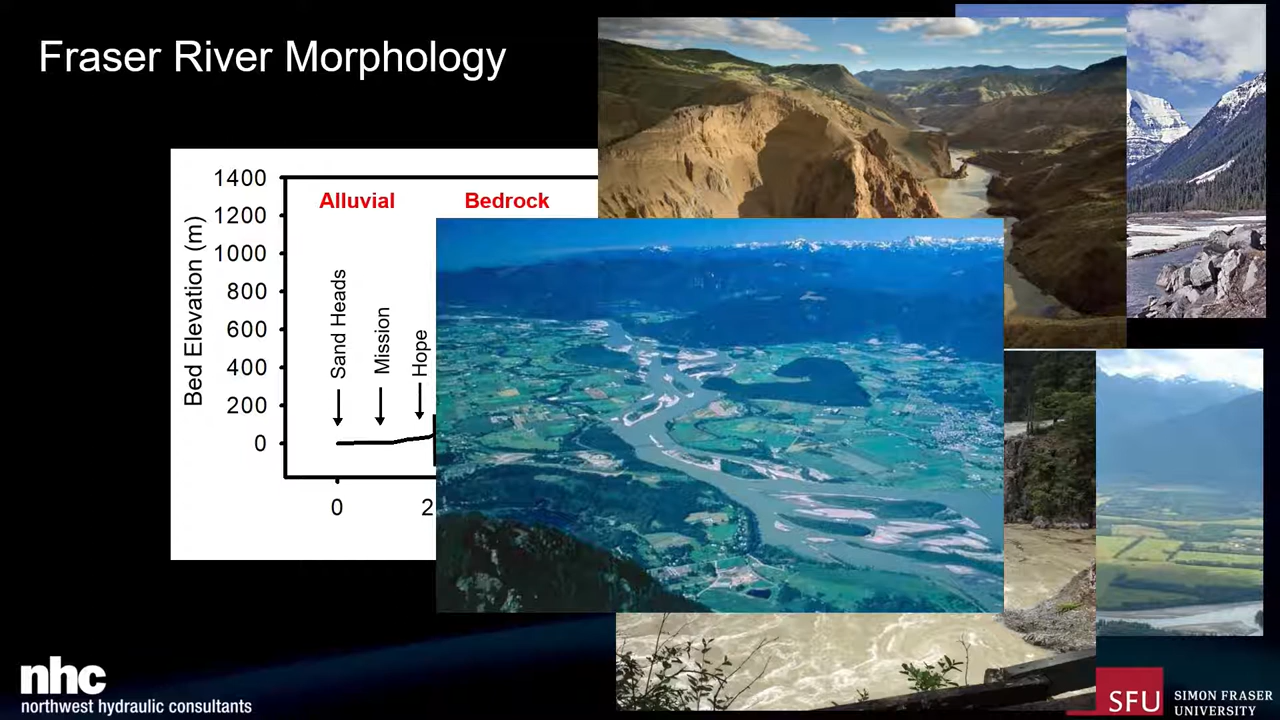 Fraser River Morphology
1400
1200
1000
800
600
400
200
0
Bed Elevation (m)
Alluvial
Bedrock
Sand Heads
Mission
Hope
0
2
nhc
northwest hydraulic consultants
SFU
SIMON FRASER
UNIVERSITY